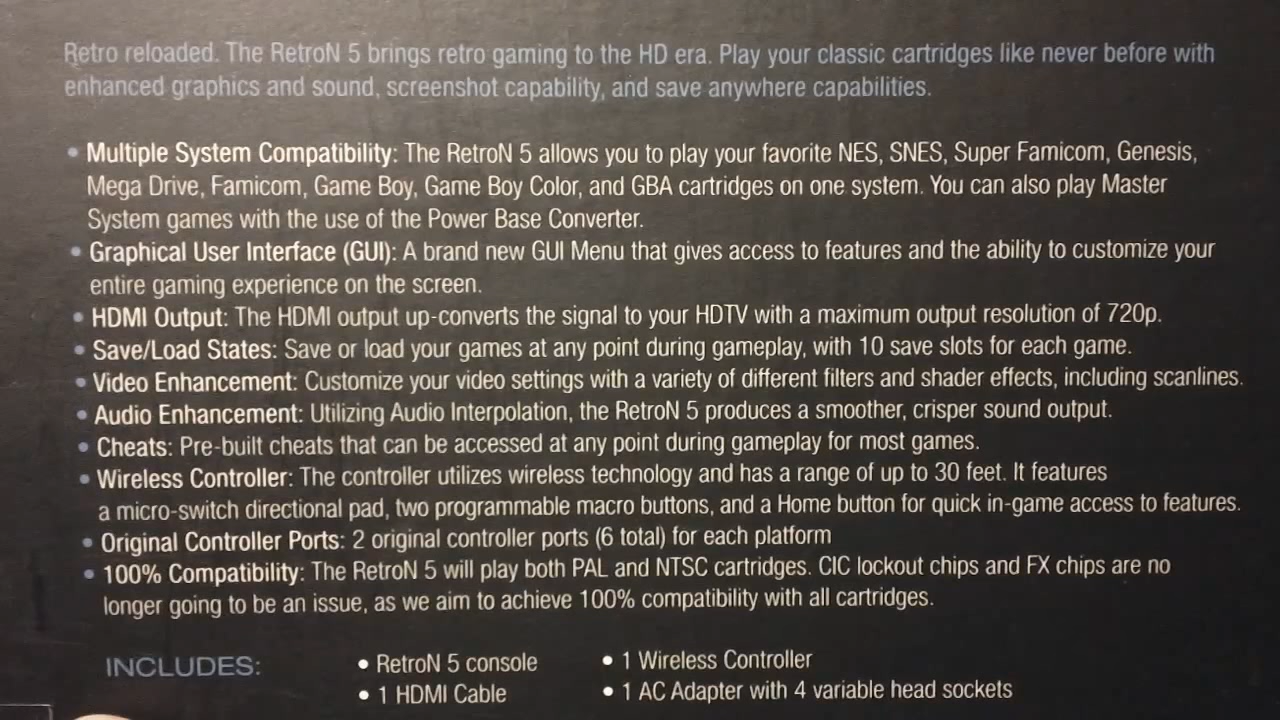 Retro reloaded. The RetroN 5 brings retro gaming to the HD era. Play your classic cartridges like never before with
enhanced graphics and sound, screenshot capability, and save anywhere capabilities.
• Multiple System Compatibility: The RetroN 5 allows you to play your favorite NES, SNES, Super Famicom, Genesis,
Mega Drive, Famicom, Game Boy, Game Boy Color, and GBA cartridges on one system. You can also play Master
System games with the use of the Power Base Converter.
• Graphical User Interface (GUI): A brand new GUI Menu that gives access to features and the ability to customize your
entire gaming experience on the screen.
• HDMI Output: The HDMI output up-converts the signal to your HDTV with a maximum output resolution of 720p.
• Save/Load States: Save or load your games at any point during gameplay, with 10 save slots for each game.
• Video Enhancement: Customize your video settings with a variety of different filters and shader effects, including scanlines.
• Audio Enhancement: Utilizing Audio Interpolation, the RetroN 5 produces a smoother, crisper sound output.
• Cheats: Pre-built cheats that can be accessed at any point during gameplay for most games.
• Wireless Controller: The controller utilizes wireless technology and has a range of up to 30 feet. It features
a micro-switch directional pad, two programmable macro buttons, and a Home button for quick in-game access to features.
• Original Controller Ports: 2 original controller ports (6 total) for each platform
• 100% Compatibility: The RetroN 5 will play both PAL and NTSC cartridges. CIC lockout chips and FX chips are no
longer going to be an issue, as we aim to achieve 100% compatibility with all cartridges.
INCLUDES: • RetroN 5 console • 1 Wireless Controller
• 1 HDMI Cable • 1 AC Adapter with 4 variable head sockets